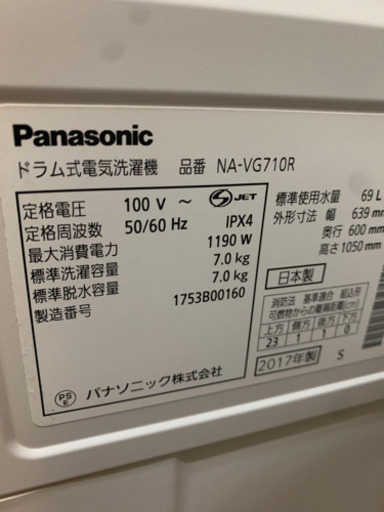 Panasonic
ドラム式電気洗濯機 品番 NA-VG710R
定格電圧 100 V ～
定格周波数 50/60 Hz
最大消費電力 1190 W
標準洗濯容量 7.0 kg
標準脱水容量 7.0 kg
製造番号 1753B00160
S JET
IPX4
標準使用水量 69 L
外形寸法 幅 639 mm
奥行 600 mm
高さ 1050 mm
日本製
消防法 基準適合 組込形
可燃物からの離隔距離(cm)
上方 側方 後方 下方
23 1 1 0
2017年製 S
PS
E
パナソニック株式会社